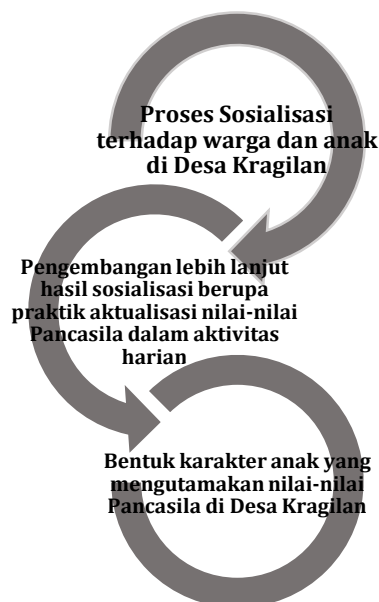 Proses Sosialisasi
terhadap warga dan anak
di Desa Kragilan
Pengembangan lebih lanjut
hasil sosialisasi berupa
praktik aktualisasi nilai-nilai
Pancasila dalam aktivitas
harian
Bentuk karakter anak yang
mengutamakan nilai-nilai
Pancasila di Desa Kragilan